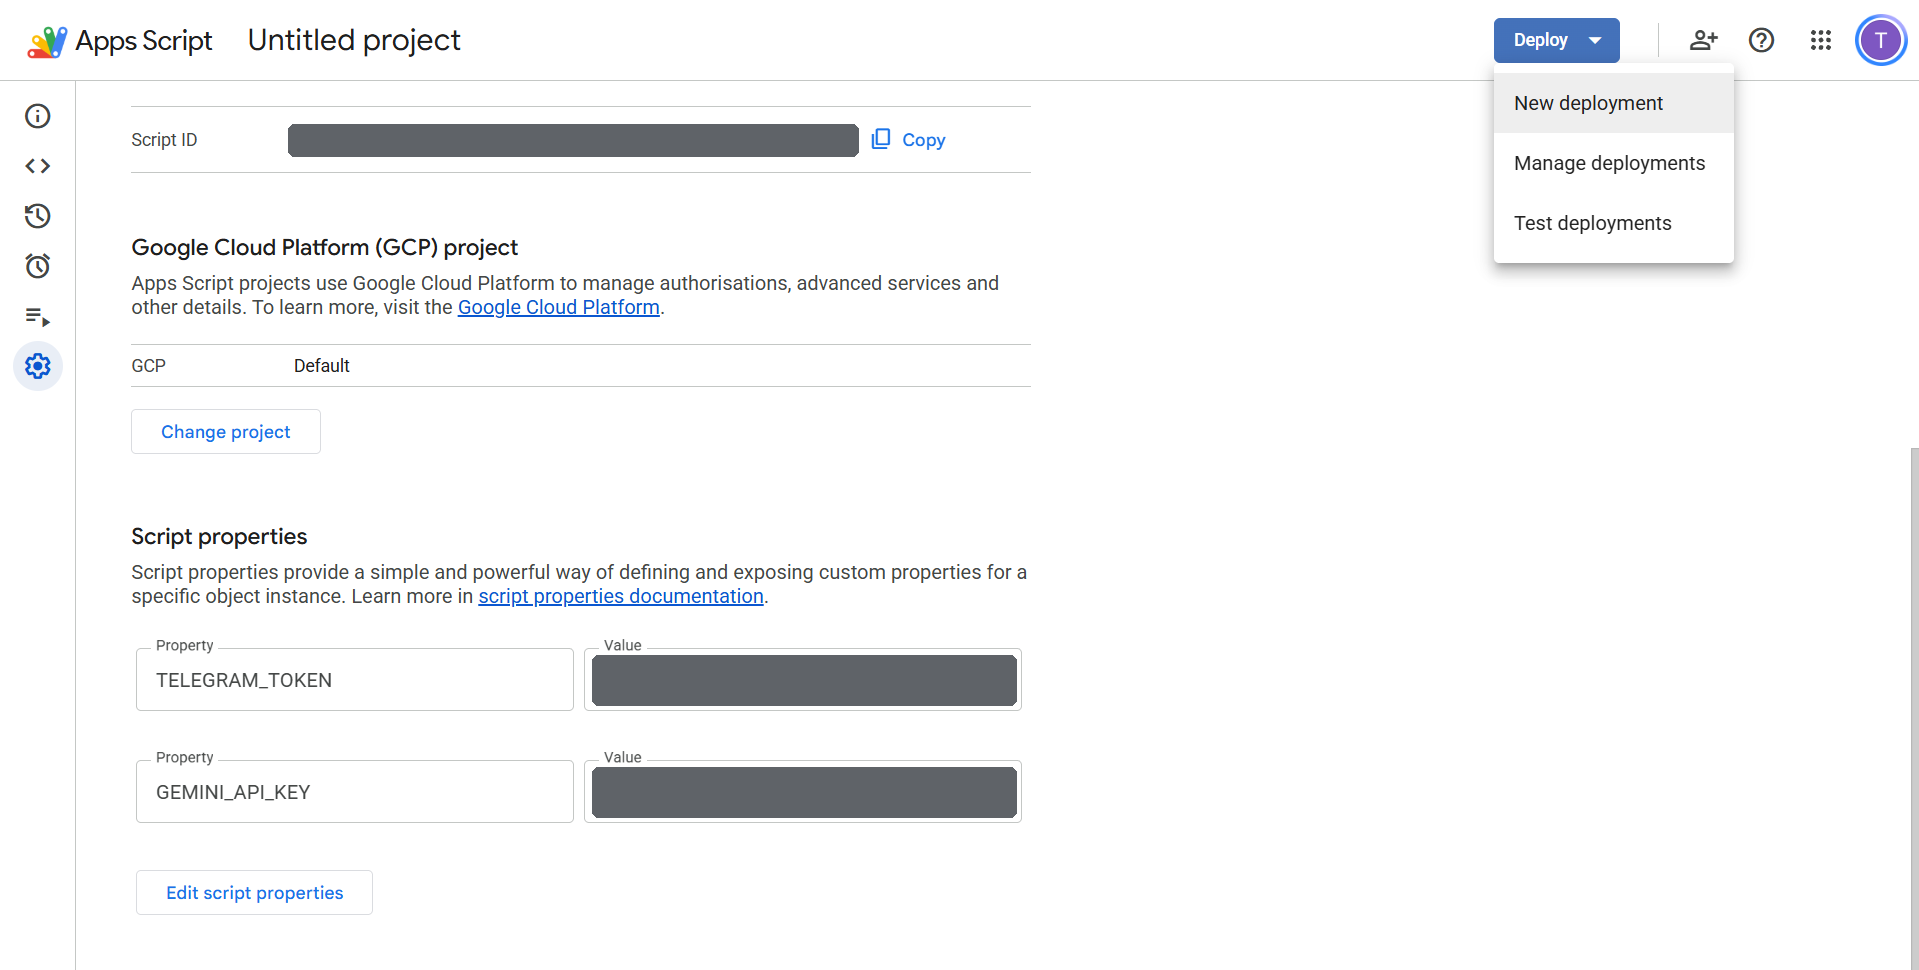 Apps Script
Untitled project
Deploy
T
New deployment
Manage deployments
Test deployments
Script ID
Copy
Google Cloud Platform (GCP) project
Apps Script projects use Google Cloud Platform to manage authorisations, advanced services and
other details. To learn more, visit the Google Cloud Platform.
GCP
Default
Change project
Script properties
Script properties provide a simple and powerful way of defining and exposing custom properties for a
specific object instance. Learn more in script properties documentation.
Property
Value
TELEGRAM_TOKEN
Property
Value
GEMINI_API_KEY
Edit script properties